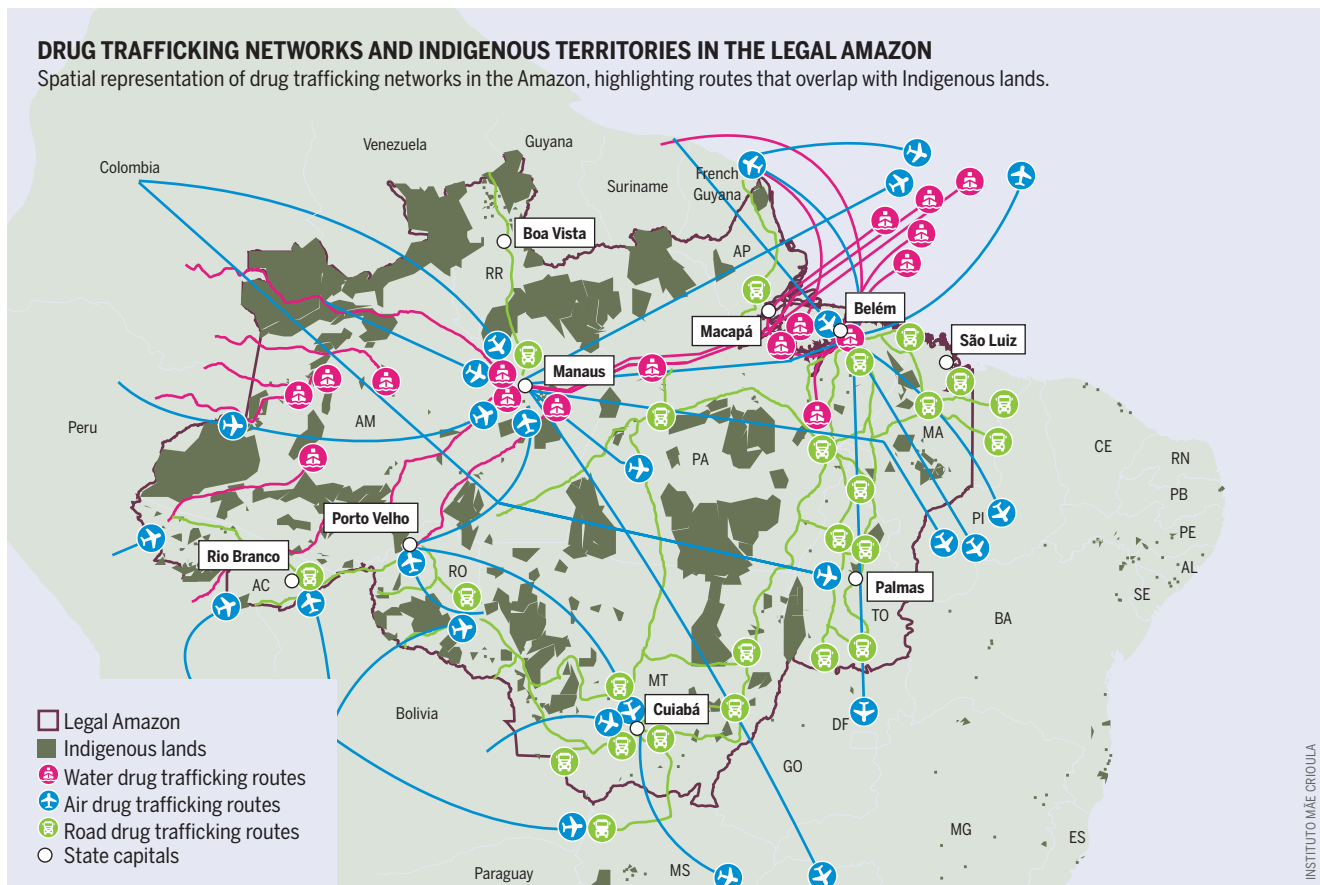 DRUG TRAFFICKING NETWORKS AND INDIGENOUS TERRITORIES IN THE LEGAL AMAZON
Spatial representation of drug trafficking networks in the Amazon, highlighting routes that overlap with Indigenous lands.
Venezuela
Guyana
Colombia
Suriname
French
Guyana
Boa Vista
RR
AP
Belém
Macapá
São Luiz
Manaus
Peru
AM
PA
MA
CE
RN
PB
PE
AL
SE
PI
Porto Velho
Rio Branco
AC
RO
Palmas
TO
BA
MT
Cuiabá
Bolivia
DF
GO
MG
ES
MS
Paraguay
Legal Amazon
Indigenous lands
Water drug trafficking routes
Air drug trafficking routes
Road drug trafficking routes
State capitals
INSTITUTO MÃE CRIOULA